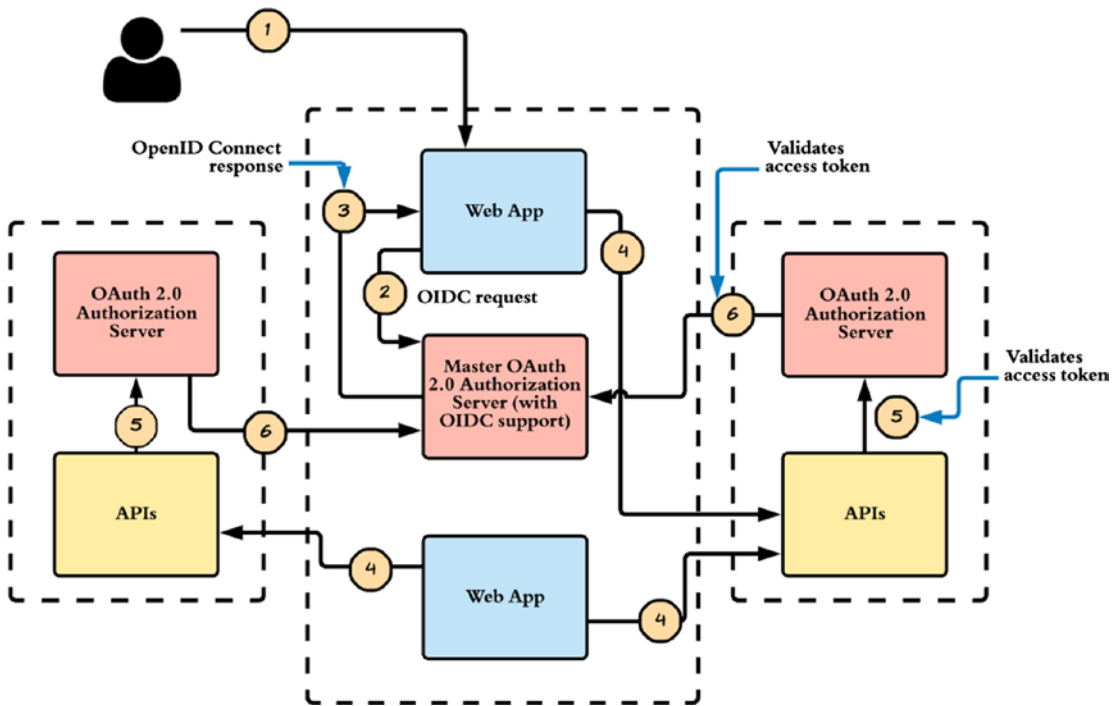 1
OpenID Connect
response
Validates
access token
3
Web App
4
2
OIDC request
OAuth 2.0
Authorization
Server
6
OAuth 2.0
Authorization
Server
Master OAuth
2.0 Authorization
Server (with
OIDC support)
Validates
access token
5
6
5
APIs
APIs
4
Web App
4